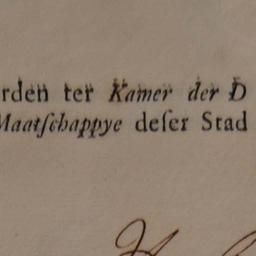 rden ter Kamer der D
Maatſchappye deſer Stad